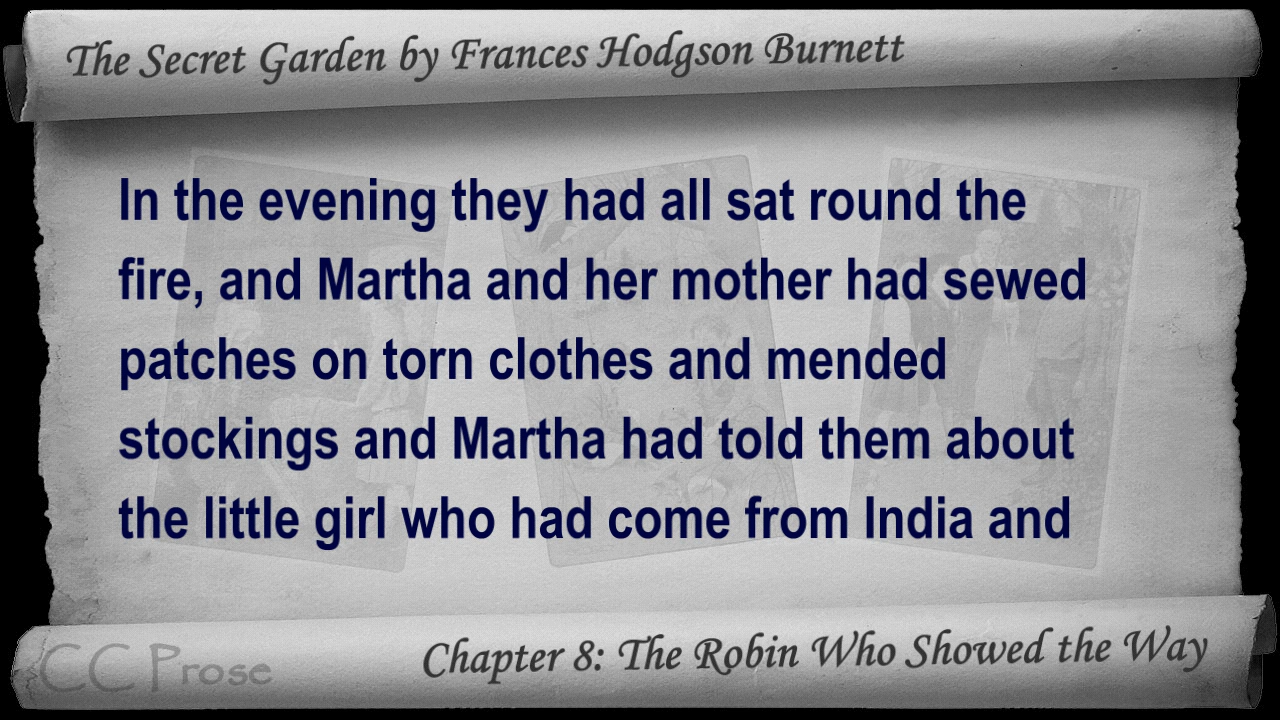 The Secret Garden by Frances Hodgson Burnett
In the evening they had all sat round the
fire, and Martha and her mother had sewed
patches on torn clothes and mended
stockings and Martha had told them about
the little girl who had come from India and
CC Prose
Chapter 8: The Robin Who Showed the Way